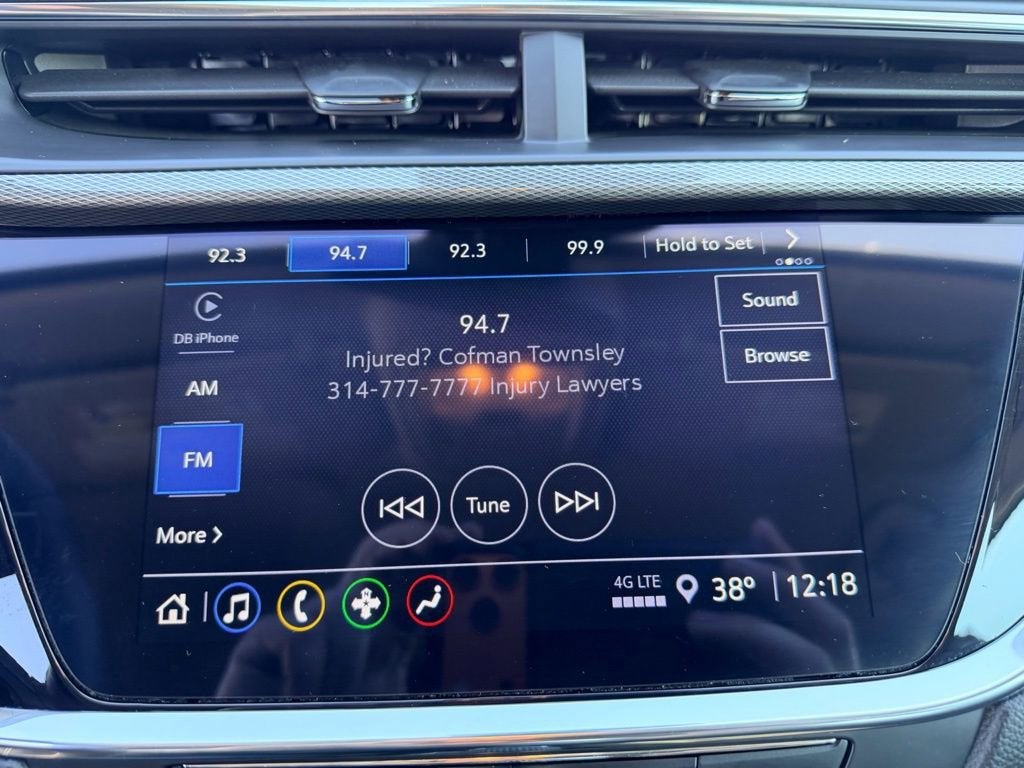 92.3 94.7 92.3 99.9 Hold to Set
DB iPhone
AM
FM
More
94.7
Injured? Cofman Townsley
314-777-7777 Injury Lawyers
Sound
Browse
Tune
4G LTE
38° 12:18